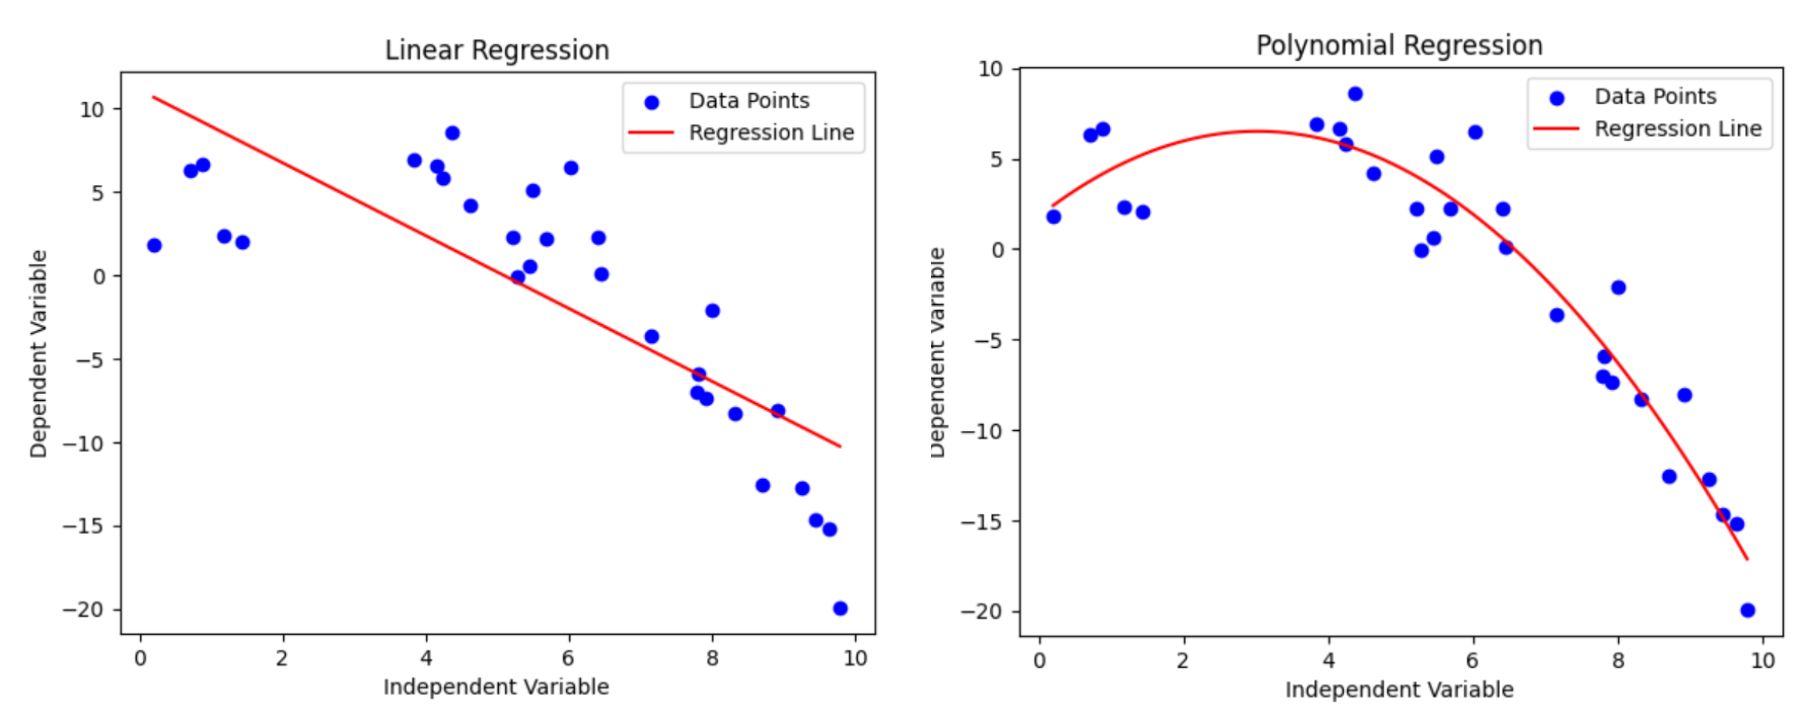 Linear Regression
Data Points
Regression Line
Dependent Variable
10
5
0
−5
−10
−15
−20
0 2 4 6 8 10
Independent Variable
Polynomial Regression
Data Points
Regression Line
Dependent Variable
10
5
0
−5
−10
−15
−20
0 2 4 6 8 10
Independent Variable